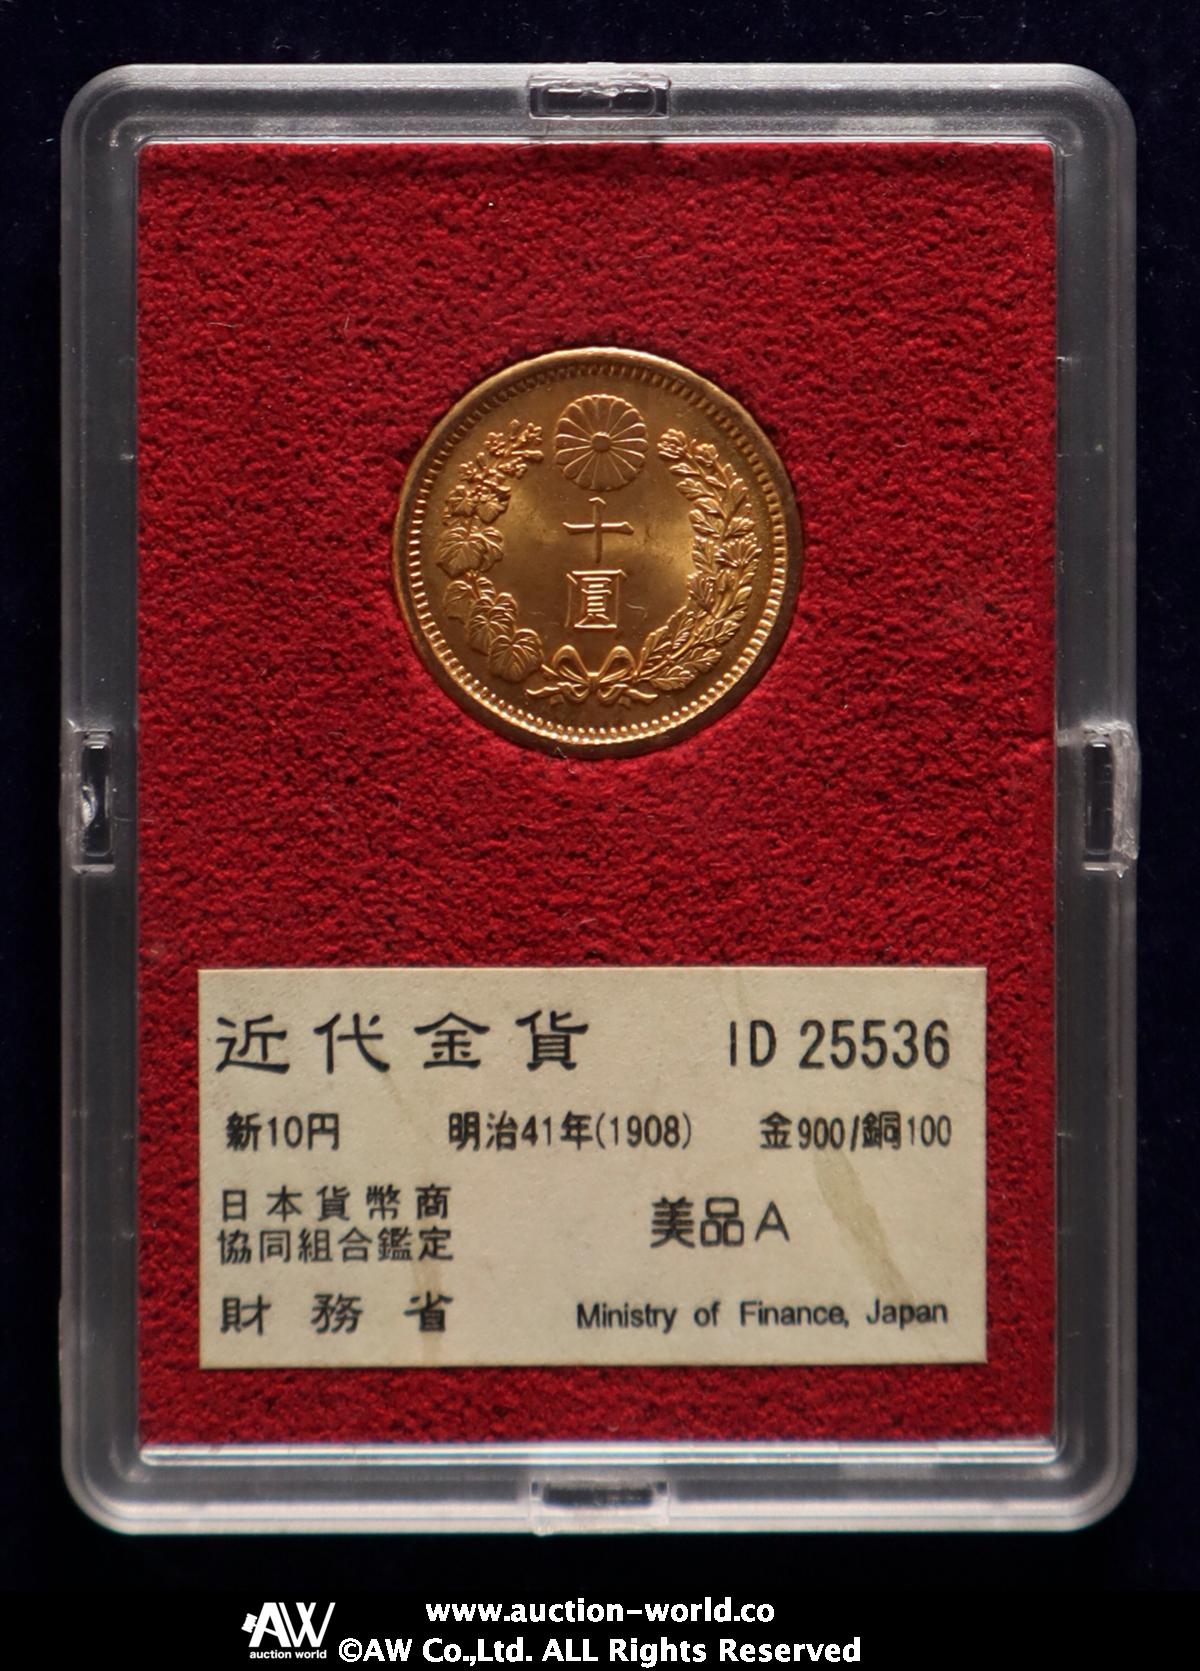 十
圓
近代金貨 ID 25536
新10円 明治41年(1908) 金900/銅100
日本貨幣商
協同組合鑑定
美品A
財務省 Ministry of Finance, Japan
AW
auction world
www.auction-world.co
©AW Co.,Ltd. ALL Rights Reserved